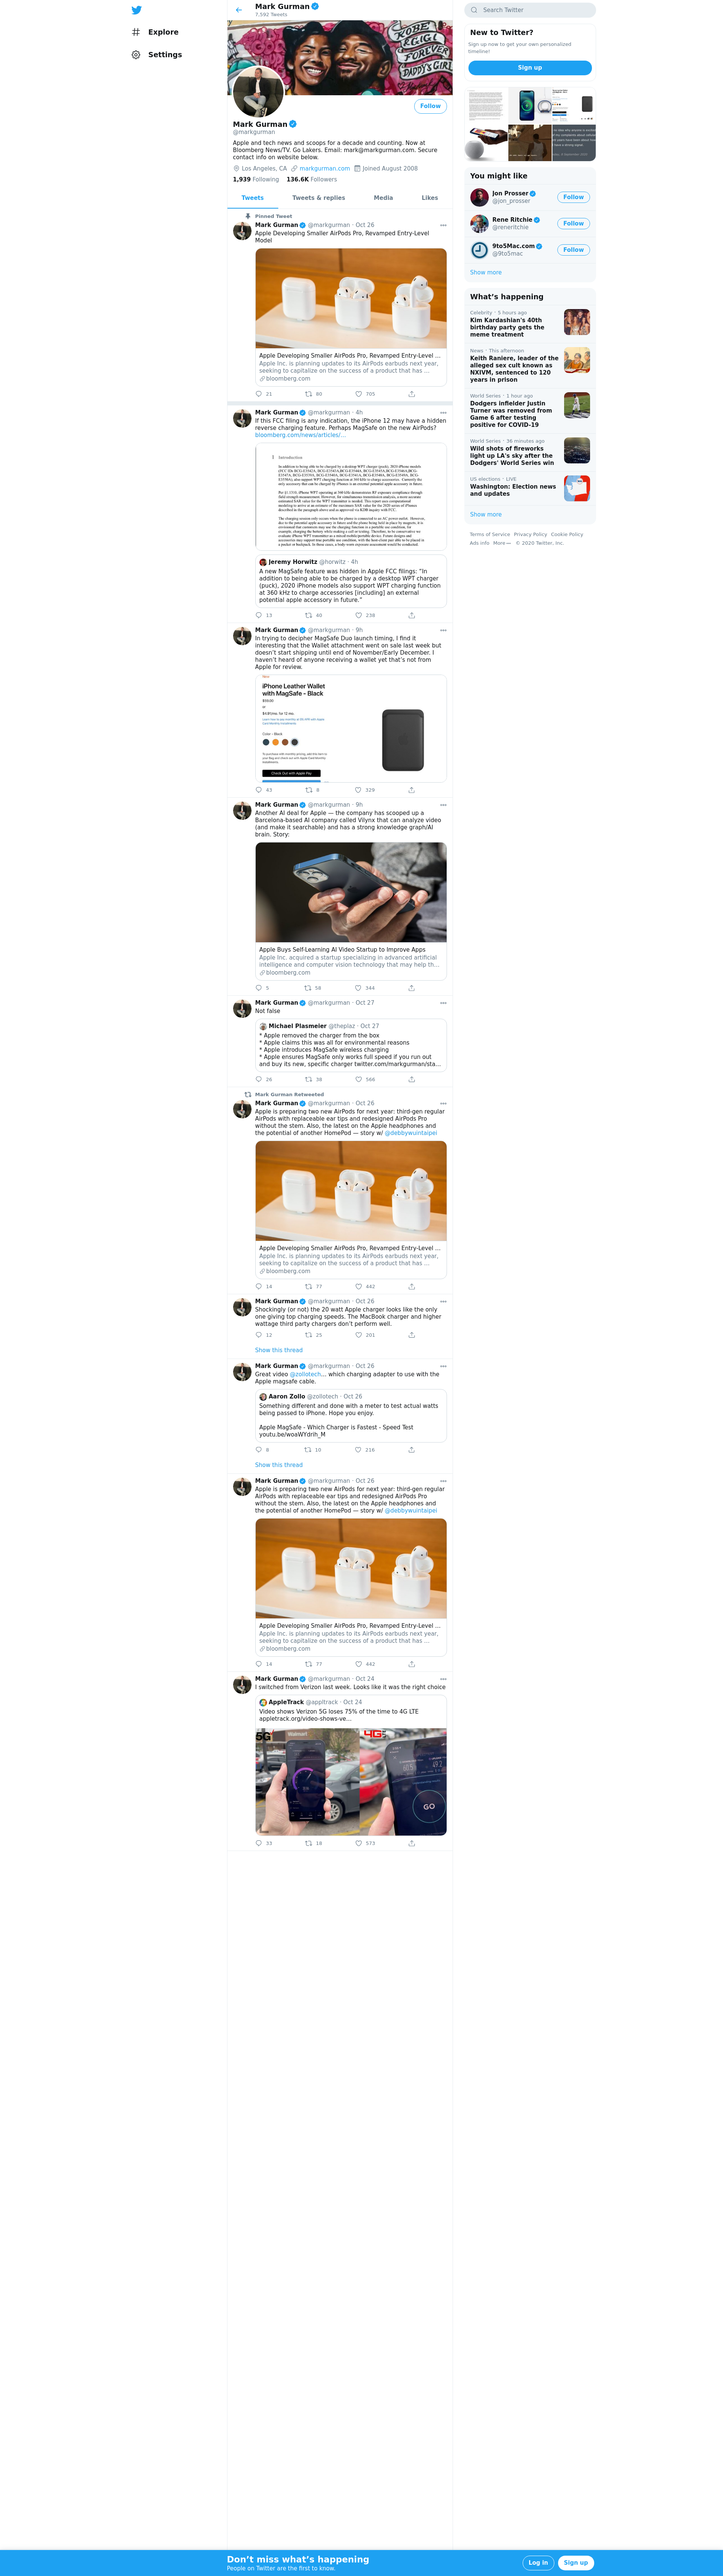 Mark Gurman
7,592 Tweets
Explore
Settings
KOBE
& GIGI
FOREVER
DADDY'S GIRL
Follow
Mark Gurman
@markgurman
Apple and tech news and scoops for a decade and counting. Now at
Bloomberg News/TV. Go Lakers. Email: mark@markgurman.com. Secure
contact info on website below.
Los Angeles, CA markgurman.com Joined August 2008
1,939 Following 136.6K Followers
Tweets Tweets & replies Media Likes
Pinned Tweet
Mark Gurman @markgurman · Oct 26
Apple Developing Smaller AirPods Pro, Revamped Entry-Level
Model
Apple Developing Smaller AirPods Pro, Revamped Entry-Level ...
Apple Inc. is planning updates to its AirPods earbuds next year,
seeking to capitalize on the success of a product that has ...
bloomberg.com
21 80 705
Mark Gurman @markgurman · 4h
If this FCC filing is any indication, the iPhone 12 may have a hidden
reverse charging feature. Perhaps MagSafe on the new AirPods?
bloomberg.com/news/articles/...
Introduction
Jeremy Horwitz @horwitz · 4h
A new MagSafe feature was hidden in Apple FCC filings: "In
addition to being able to be charged by a desktop WPT charger
(puck), 2020 iPhone models also support WPT charging function
at 360 kHz to charge accessories [including] an external
potential apple accessory in future."
13 40 238
Mark Gurman @markgurman · 9h
In trying to decipher MagSafe Duo launch timing, I find it
interesting that the Wallet attachment went on sale last week but
doesn't start shipping until end of November/Early December. I
haven't heard of anyone receiving a wallet yet that's not from
Apple for review.
iPhone Leather Wallet
with MagSafe - Black
Color - Black
Check Out with Apple Pay
43 8 329
Mark Gurman @markgurman · 9h
Another AI deal for Apple — the company has scooped up a
Barcelona-based AI company called Vilynx that can analyze video
(and make it searchable) and has a strong knowledge graph/AI
brain. Story:
Apple Buys Self-Learning AI Video Startup to Improve Apps
Apple Inc. acquired a startup specializing in advanced artificial
intelligence and computer vision technology that may help th...
bloomberg.com
5 58 344
Mark Gurman @markgurman · Oct 27
Not false
Michael Plasmeier @theplaz · Oct 27
* Apple removed the charger from the box
* Apple claims this was all for environmental reasons
* Apple introduces MagSafe wireless charging
* Apple ensures MagSafe only works full speed if you run out
and buy its new, specific charger twitter.com/markgurman/sta...
26 38 566
Mark Gurman Retweeted
Mark Gurman @markgurman · Oct 26
Apple is preparing two new AirPods for next year: third-gen regular
AirPods with replaceable ear tips and redesigned AirPods Pro
without the stem. Also, the latest on the Apple headphones and
the potential of another HomePod — story w/ @debbywuintaipei
Apple Developing Smaller AirPods Pro, Revamped Entry-Level ...
Apple Inc. is planning updates to its AirPods earbuds next year,
seeking to capitalize on the success of a product that has ...
bloomberg.com
14 77 442
Mark Gurman @markgurman · Oct 26
Shockingly (or not) the 20 watt Apple charger looks like the only
one giving top charging speeds. The MacBook charger and higher
wattage third party chargers don't perform well.
12 25 201
Show this thread
Mark Gurman @markgurman · Oct 26
Great video @zollotech... which charging adapter to use with the
Apple magsafe cable.
Aaron Zollo @zollotech · Oct 26
Something different and done with a meter to test actual watts
being passed to iPhone. Hope you enjoy.
Apple MagSafe - Which Charger is Fastest - Speed Test
youtu.be/woaWYdrih_M
8 10 216
Show this thread
Mark Gurman @markgurman · Oct 26
Apple is preparing two new AirPods for next year: third-gen regular
AirPods with replaceable ear tips and redesigned AirPods Pro
without the stem. Also, the latest on the Apple headphones and
the potential of another HomePod — story w/ @debbywuintaipei
Apple Developing Smaller AirPods Pro, Revamped Entry-Level ...
Apple Inc. is planning updates to its AirPods earbuds next year,
seeking to capitalize on the success of a product that has ...
bloomberg.com
14 77 442
Mark Gurman @markgurman · Oct 24
I switched from Verizon last week. Looks like it was the right choice
AppleTrack @appltrack · Oct 24
Video shows Verizon 5G loses 75% of the time to 4G LTE
appletrack.org/video-shows-ve...
5G
Walmart
4G
GO
33 18 573
Search Twitter
New to Twitter?
Sign up now to get your own personalized
timeline!
Sign up
You might like
Jon Prosser
@jon_prosser
Follow
Rene Ritchie
@reneritchie
Follow
9to5Mac.com
@9to5mac
Follow
Show more
What's happening
Celebrity · 5 hours ago
Kim Kardashian's 40th
birthday party gets the
meme treatment
News · This afternoon
Keith Raniere, leader of the
alleged sex cult known as
NXIVM, sentenced to 120
years in prison
World Series · 1 hour ago
Dodgers infielder Justin
Turner was removed from
Game 6 after testing
positive for COVID-19
World Series · 36 minutes ago
Wild shots of fireworks
light up LA's sky after the
Dodgers' World Series win
US elections · LIVE
Washington: Election news
and updates
Show more
Terms of Service Privacy Policy Cookie Policy
Ads info More © 2020 Twitter, Inc.
Don't miss what's happening
People on Twitter are the first to know.
Log in Sign up